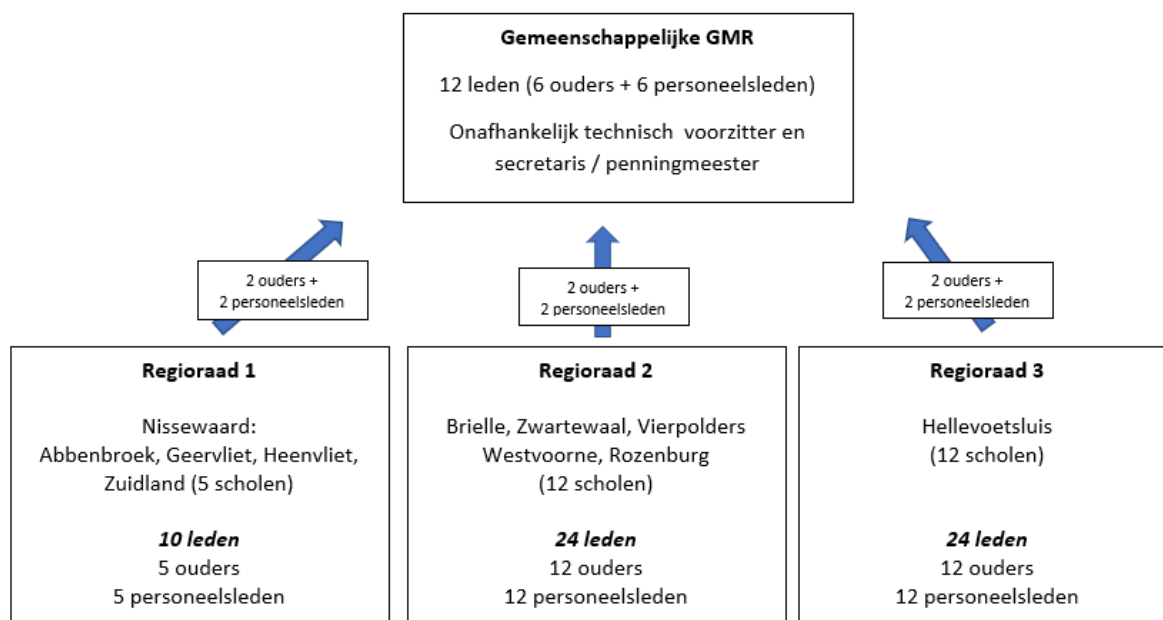 Gemeenschappelijke GMR
12 leden (6 ouders + 6 personeelsleden)
Onafhankelijk technisch voorzitter en
secretaris / penningmeester
2 ouders +
2 personeelsleden
2 ouders +
2 personeelsleden
2 ouders +
2 personeelsleden
Regioraad 1
Nissewaard:
Abbenbroek, Geervliet, Heenvliet,
Zuidland (5 scholen)
10 leden
5 ouders
5 personeelsleden
Regioraad 2
Brielle, Zwartewaal, Vierpolders
Westvoorne, Rozenburg
(12 scholen)
24 leden
12 ouders
12 personeelsleden
Regioraad 3
Hellevoetsluis
(12 scholen)
24 leden
12 ouders
12 personeelsleden